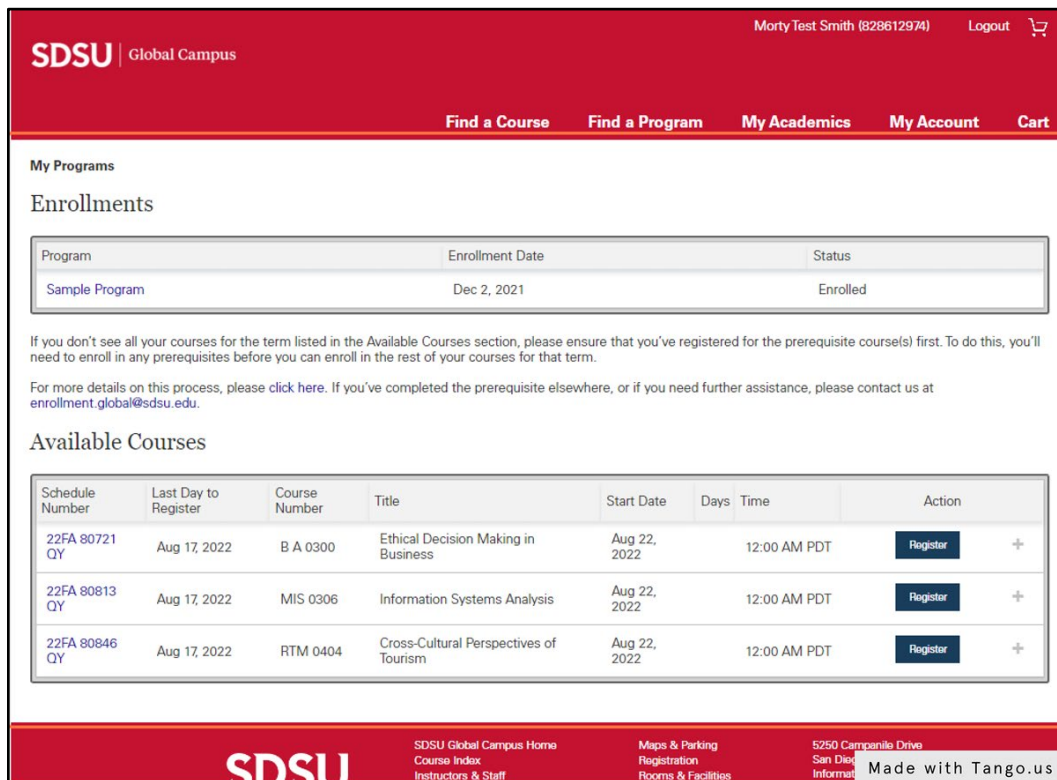 Morty Test Smith (828612974) Logout
SDSU Global Campus
Find a Course Find a Program My Academics My Account Cart
My Programs
Enrollments
Program Enrollment Date Status
Sample Program Dec 2, 2021 Enrolled
If you don't see all your courses for the term listed in the Available Courses section, please ensure that you've registered for the prerequisite course(s) first. To do this, you'll
need to enroll in any prerequisites before you can enroll in the rest of your courses for that term.
For more details on this process, please click here. If you've completed the prerequisite elsewhere, or if you need further assistance, please contact us at
enrollment.global@sdsu.edu.
Available Courses
Schedule Number Last Day to Register Course Number Title Start Date Days Time Action
22FA 80721 QY Aug 17, 2022 B A 0300 Ethical Decision Making in Business Aug 22, 2022 12:00 AM PDT Register +
22FA 80813 QY Aug 17, 2022 MIS 0306 Information Systems Analysis Aug 22, 2022 12:00 AM PDT Register +
22FA 80846 QY Aug 17, 2022 RTM 0404 Cross-Cultural Perspectives of Tourism Aug 22, 2022 12:00 AM PDT Register +
SDSU
SDSU Global Campus Home Maps & Parking 5250 Campanile Drive
Course Index Registration San
Instructors & Staff Rooms & Facilities
Made with Tango.us